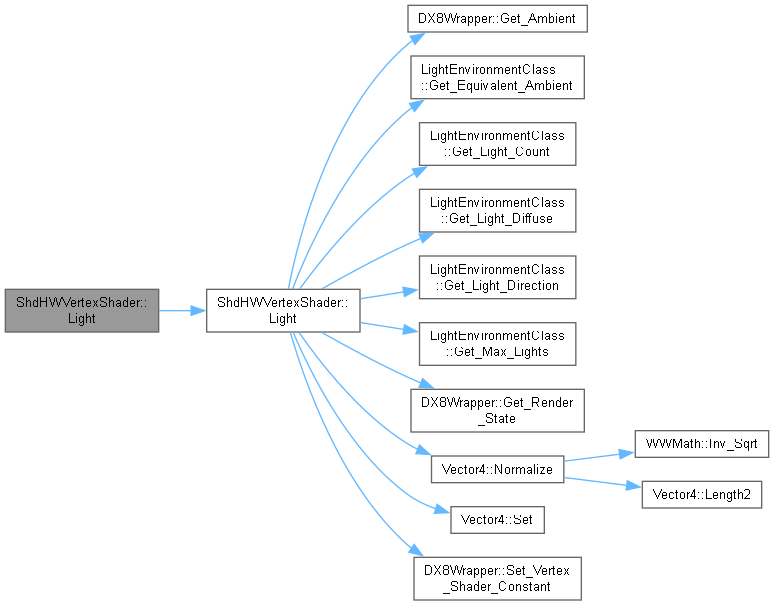 DX8Wrapper::Get_Ambient
LightEnvironmentClass
::Get_Equivalent_Ambient
LightEnvironmentClass
::Get_Light_Count
LightEnvironmentClass
::Get_Light_Diffuse
ShdHWVertexShader::
Light
ShdHWVertexShader::
Light
LightEnvironmentClass
::Get_Light_Direction
LightEnvironmentClass
::Get_Max_Lights
DX8Wrapper::Get_Render
_State
Vector4::Normalize
WWMath::Inv_Sqrt
Vector4::Length2
Vector4::Set
DX8Wrapper::Set_Vertex
_Shader_Constant